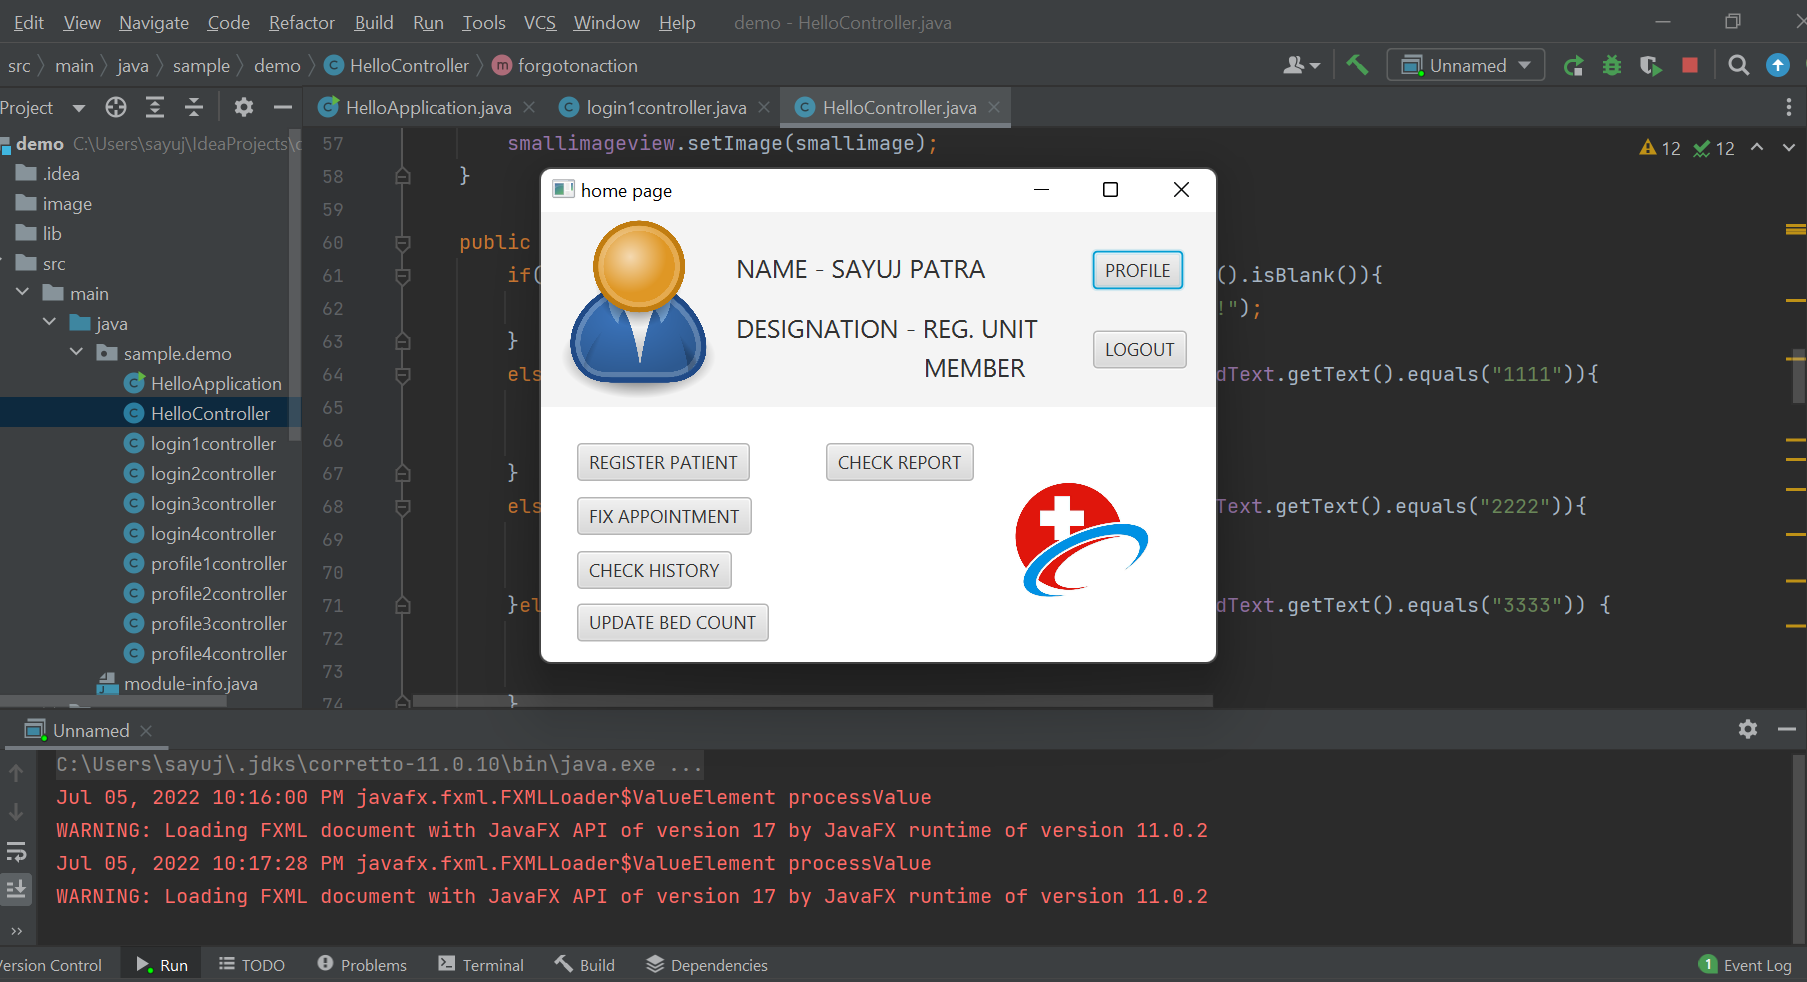 Edit View Navigate Code Refactor Build Run Tools VCS Window Help demo - HelloController.java
src main java sample demo HelloController m forgotonaction Unnamed
Project HelloApplication.java login1controller.java HelloController.java
demo C:\Users\sayuj\IdeaProjects\
.idea
image
lib
src
main
java
sample.demo
HelloApplication
HelloController
login1controller
login2controller
login3controller
login4controller
profile1controller
profile2controller
profile3controller
profile4controller
module-info.java
57 smallimageview.setImage(smallimage);
12 12
58 }
59
60 public
61 if( ().isBlank()){
62 !");
63 }
64 els dText.getText().equals("1111")){
65
66
67 }
68 els Text.getText().equals("2222")){
69
70
71 }el dText.getText().equals("3333")) {
72
73
74 }
home page
NAME - SAYUJ PATRA
PROFILE
DESIGNATION - REG. UNIT
MEMBER
LOGOUT
REGISTER PATIENT CHECK REPORT
FIX APPOINTMENT
CHECK HISTORY
UPDATE BED COUNT
Unnamed
C:\Users\sayuj\.jdks\corretto-11.0.10\bin\java.exe ...
Jul 05, 2022 10:16:00 PM javafx.fxml.FXMLLoader$ValueElement processValue
WARNING: Loading FXML document with JavaFX API of version 17 by JavaFX runtime of version 11.0.2
Jul 05, 2022 10:17:28 PM javafx.fxml.FXMLLoader$ValueElement processValue
WARNING: Loading FXML document with JavaFX API of version 17 by JavaFX runtime of version 11.0.2
ersion Control Run TODO Problems Terminal Build Dependencies 1 Event Log